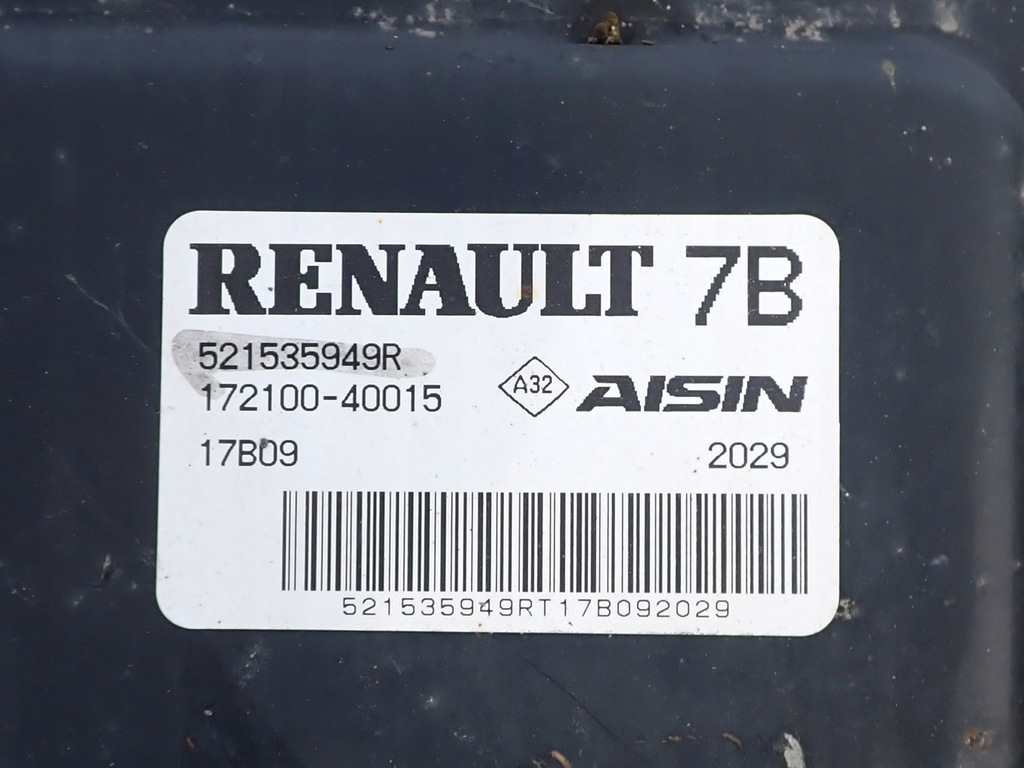 RENAULT 7B
521535949R
172100-40015 A32 AISIN
17B09 2029
521535949RT17B092029